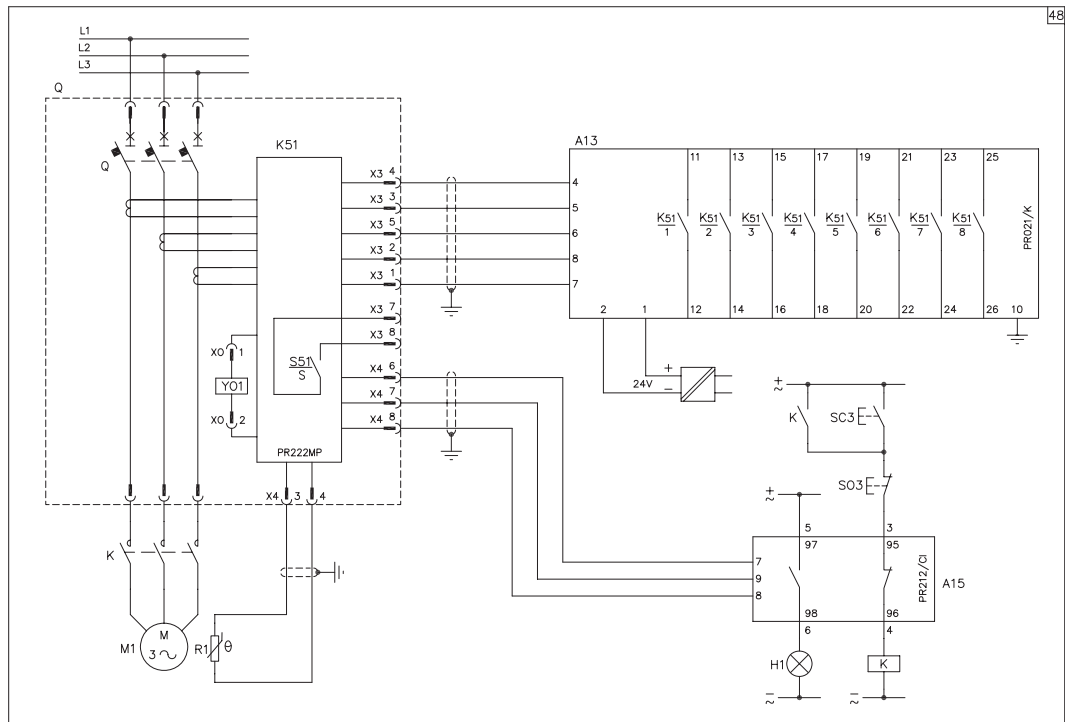 48
L1
L2
L3
Q
Q
K51
A13
X3 4
X3 3
X3 5
X3 2
X3 1
X3 7
X3 8
X4 6
X4 7
X4 8
S51
S
X0 1
Y01
X0 2
PR222MP
X4 3 4
4
5
6
8
7
11 13 15 17 19 21 23 25
K51 K51 K51 K51 K51 K51 K51 K51
1 2 3 4 5 6 7 8
PR021/K
2 1 12 14 16 18 20 22 24 26 10
+
24V −
+
~
K SC3
SO3
+
~
5 3
97 95
7
9
8
PR212/CI
A15
98 96
6 4
H1 K
−
~
−
~
K
M1
M
3 ~
R1 θ